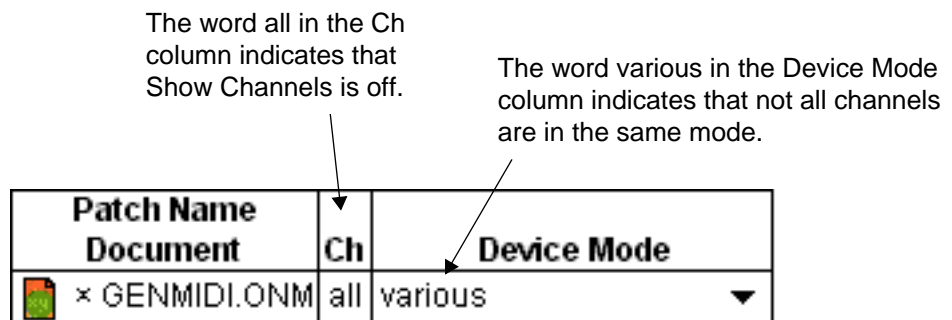 The word all in the Ch
column indicates that
Show Channels is off.
The word various in the Device Mode
column indicates that not all channels
are in the same mode.
Patch Name
Document
Ch
Device Mode
× GENMIDI.ONM all various